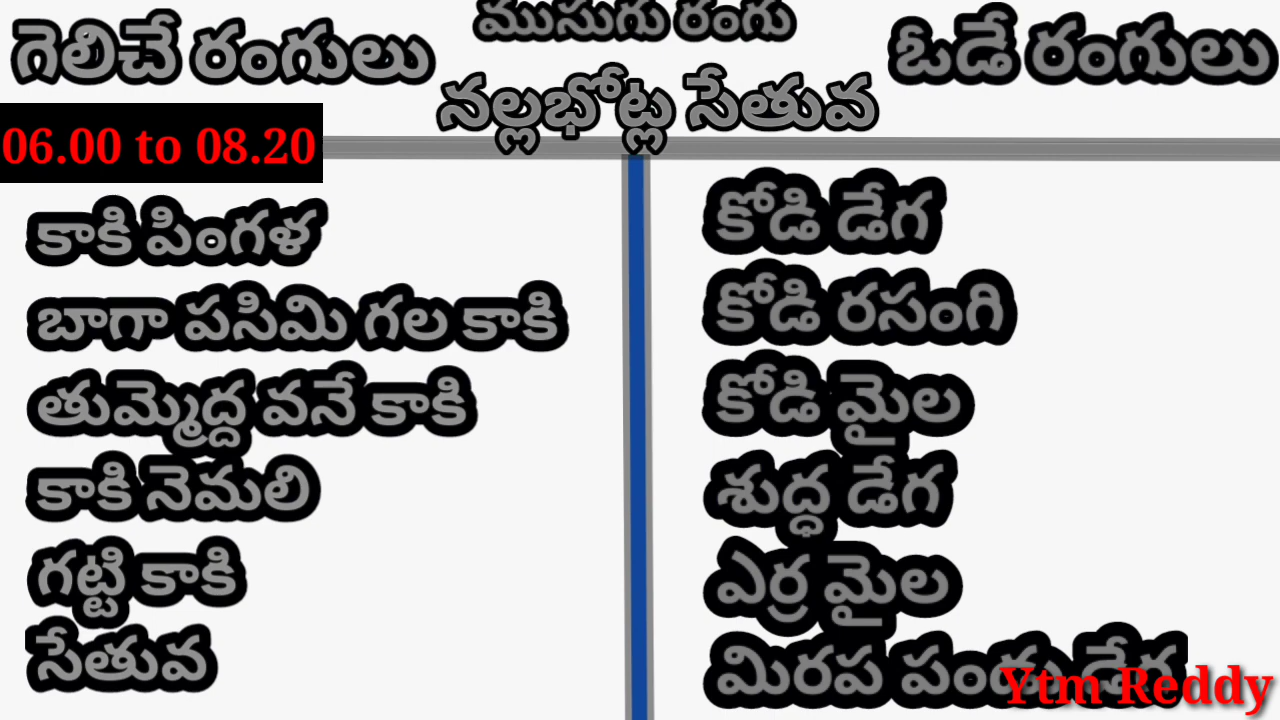 గెలిచే రంగులు
ముసుగు రంగు
ఓడే రంగులు
నల్లభోట్ల సేతువ
06.00 to 08.20
కాకి పింగళ
బాగా పసిమి గల కాకి
తుమ్మెద్ద వనే కాకి
కాకి నెమలి
గట్టి కాకి
సేతువ
కోడి డేగ
కోడి రసంగి
కోడి మైల
శుద్ధ డేగ
ఎర్ర మైల
మిరప పండు డేగ
Ytm Reddy